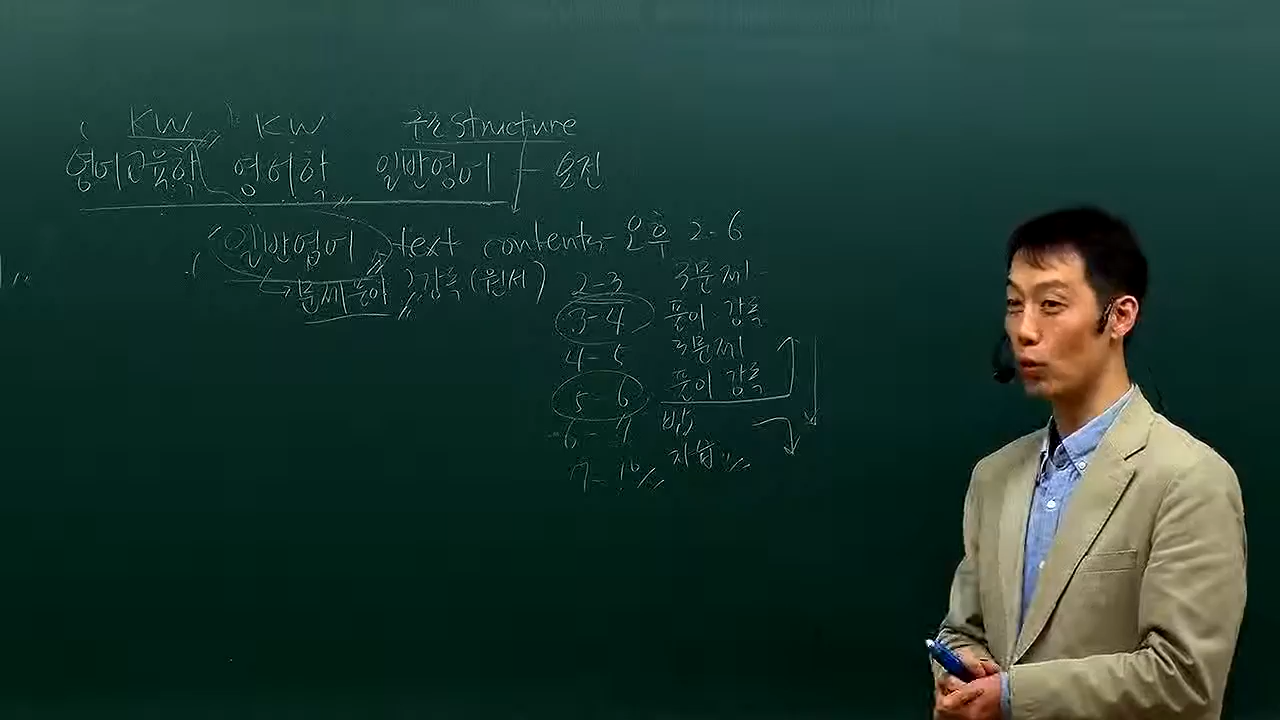 KW KW 구조 structure
영어교육학 영어학 일반영어 - 오전
일반영어 text contents - 오후 2-6
문제풀이 강독 (원서)
2-3 문제
3-4 풀이 강독
4-5 문제
5-6 풀이 강독
6-7 밥
7-10 자습